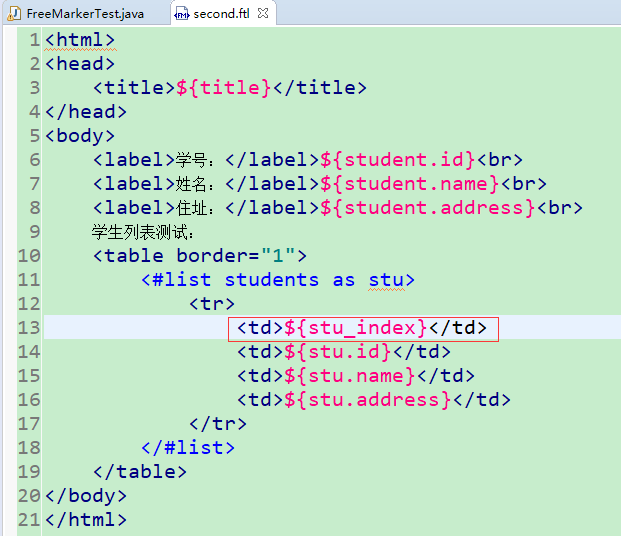 FreeMarkerTest.java second.ftl
1 <html>
2 <head>
3     <title>${title}</title>
4 </head>
5 <body>
6     <label>学号：</label>${student.id}<br>
7     <label>姓名：</label>${student.name}<br>
8     <label>住址：</label>${student.address}<br>
9     学生列表测试：
10     <table border="1">
11         <#list students as stu>
12             <tr>
13                 <td>${stu_index}</td>
14                 <td>${stu.id}</td>
15                 <td>${stu.name}</td>
16                 <td>${stu.address}</td>
17             </tr>
18         </#list>
19     </table>
20 </body>
21 </html>